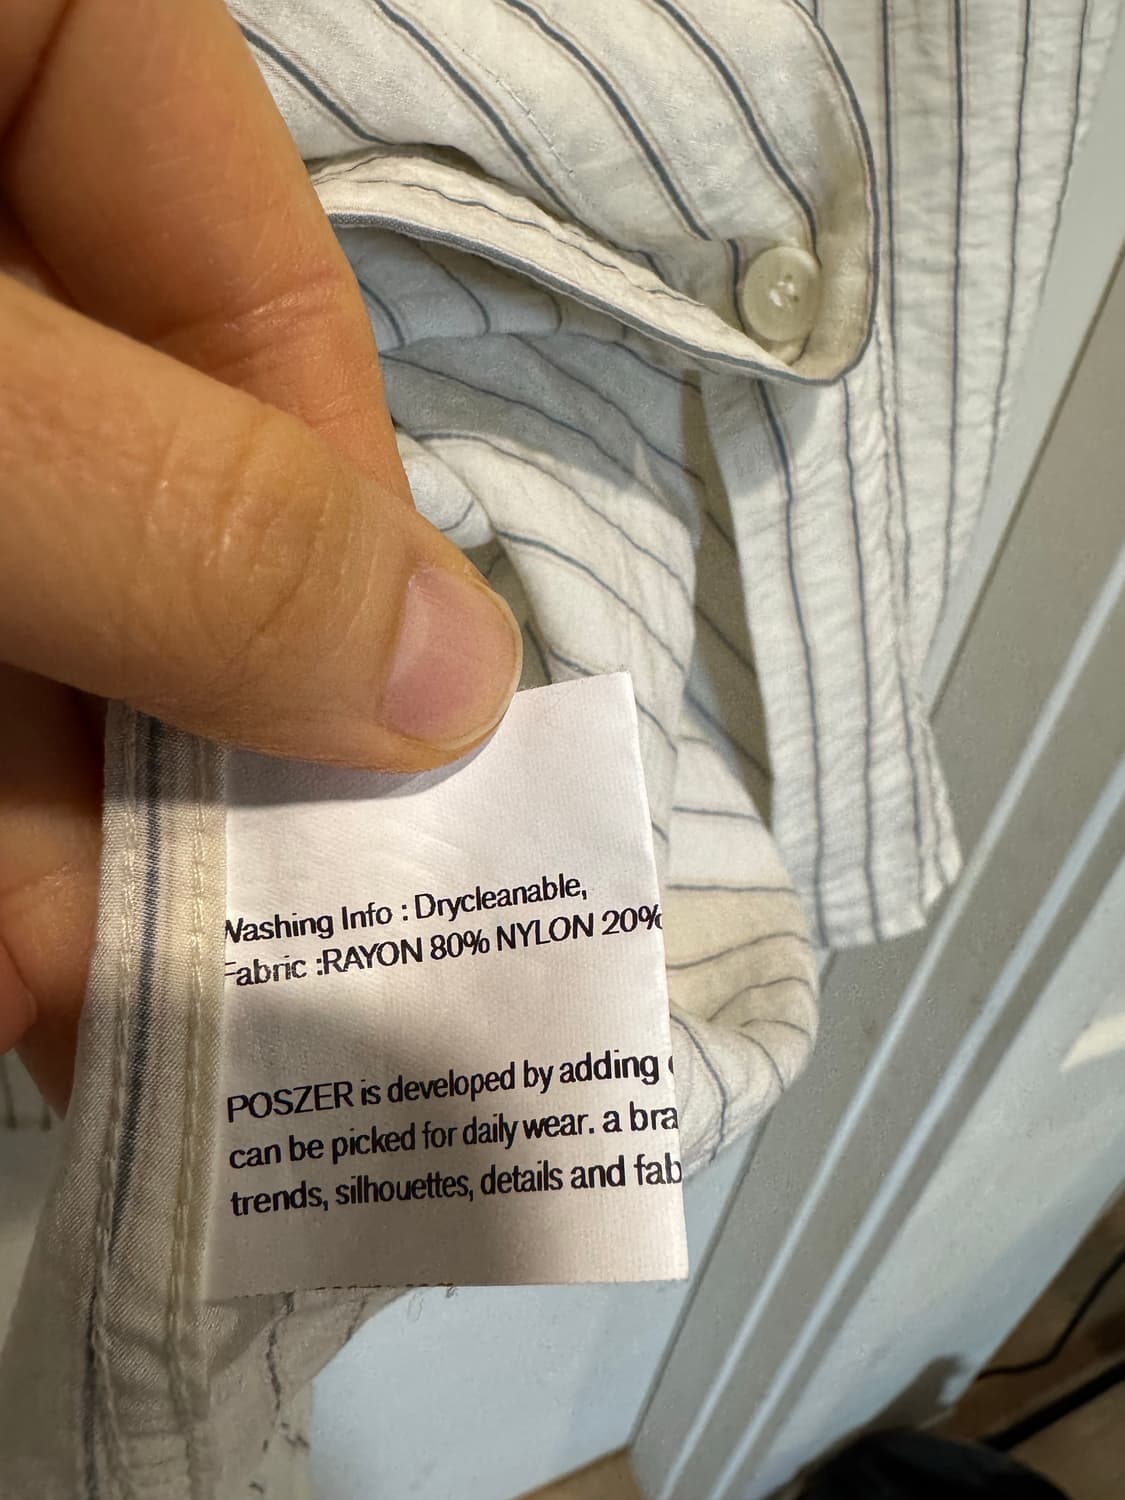 Washing Info : Drycleanable,
Fabric :RAYON 80% NYLON 20%
POSZER is developed by adding
can be picked for daily wear. a bra
trends, silhouettes, details and fab